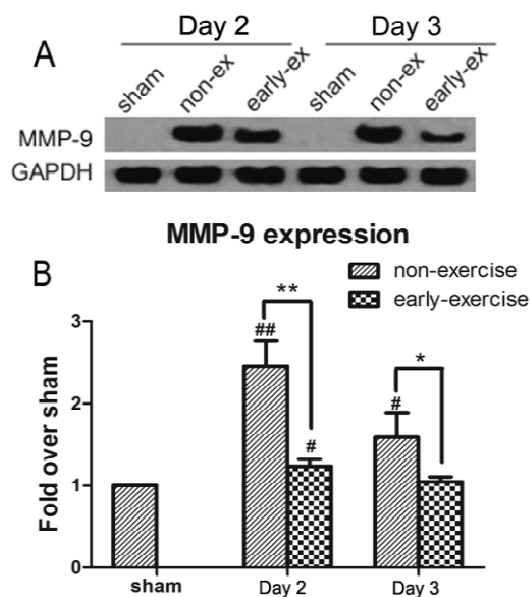 A
Day 2 Day 3
sham non-ex early-ex sham non-ex early-ex
MMP-9
GAPDH
MMP-9 expression
B
non-exercise
early-exercise
Fold over sham
3
2
1
0
**
##
#
*
#
sham Day 2 Day 3